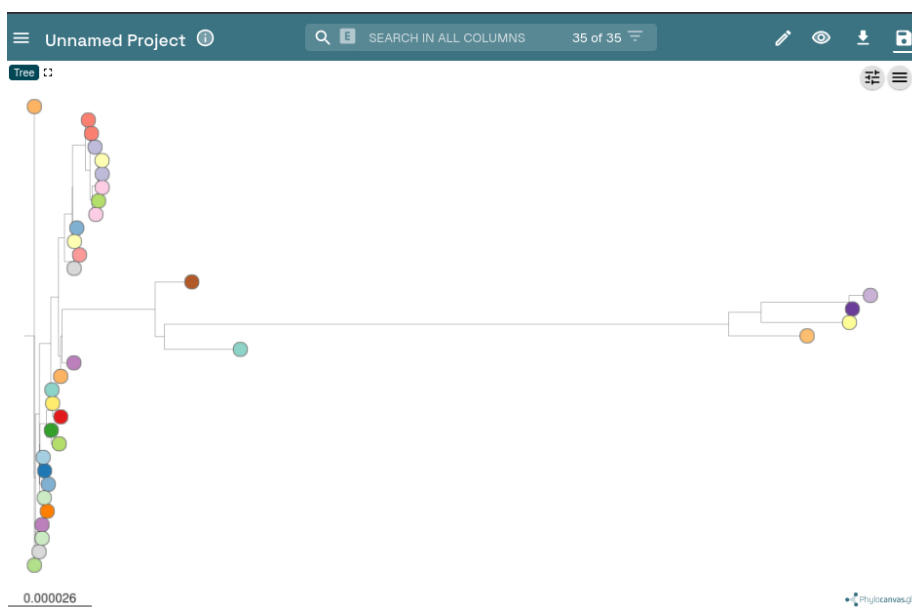 Unnamed Project
E SEARCH IN ALL COLUMNS 35 of 35
Tree
0.000026
Phylocanvas.gl